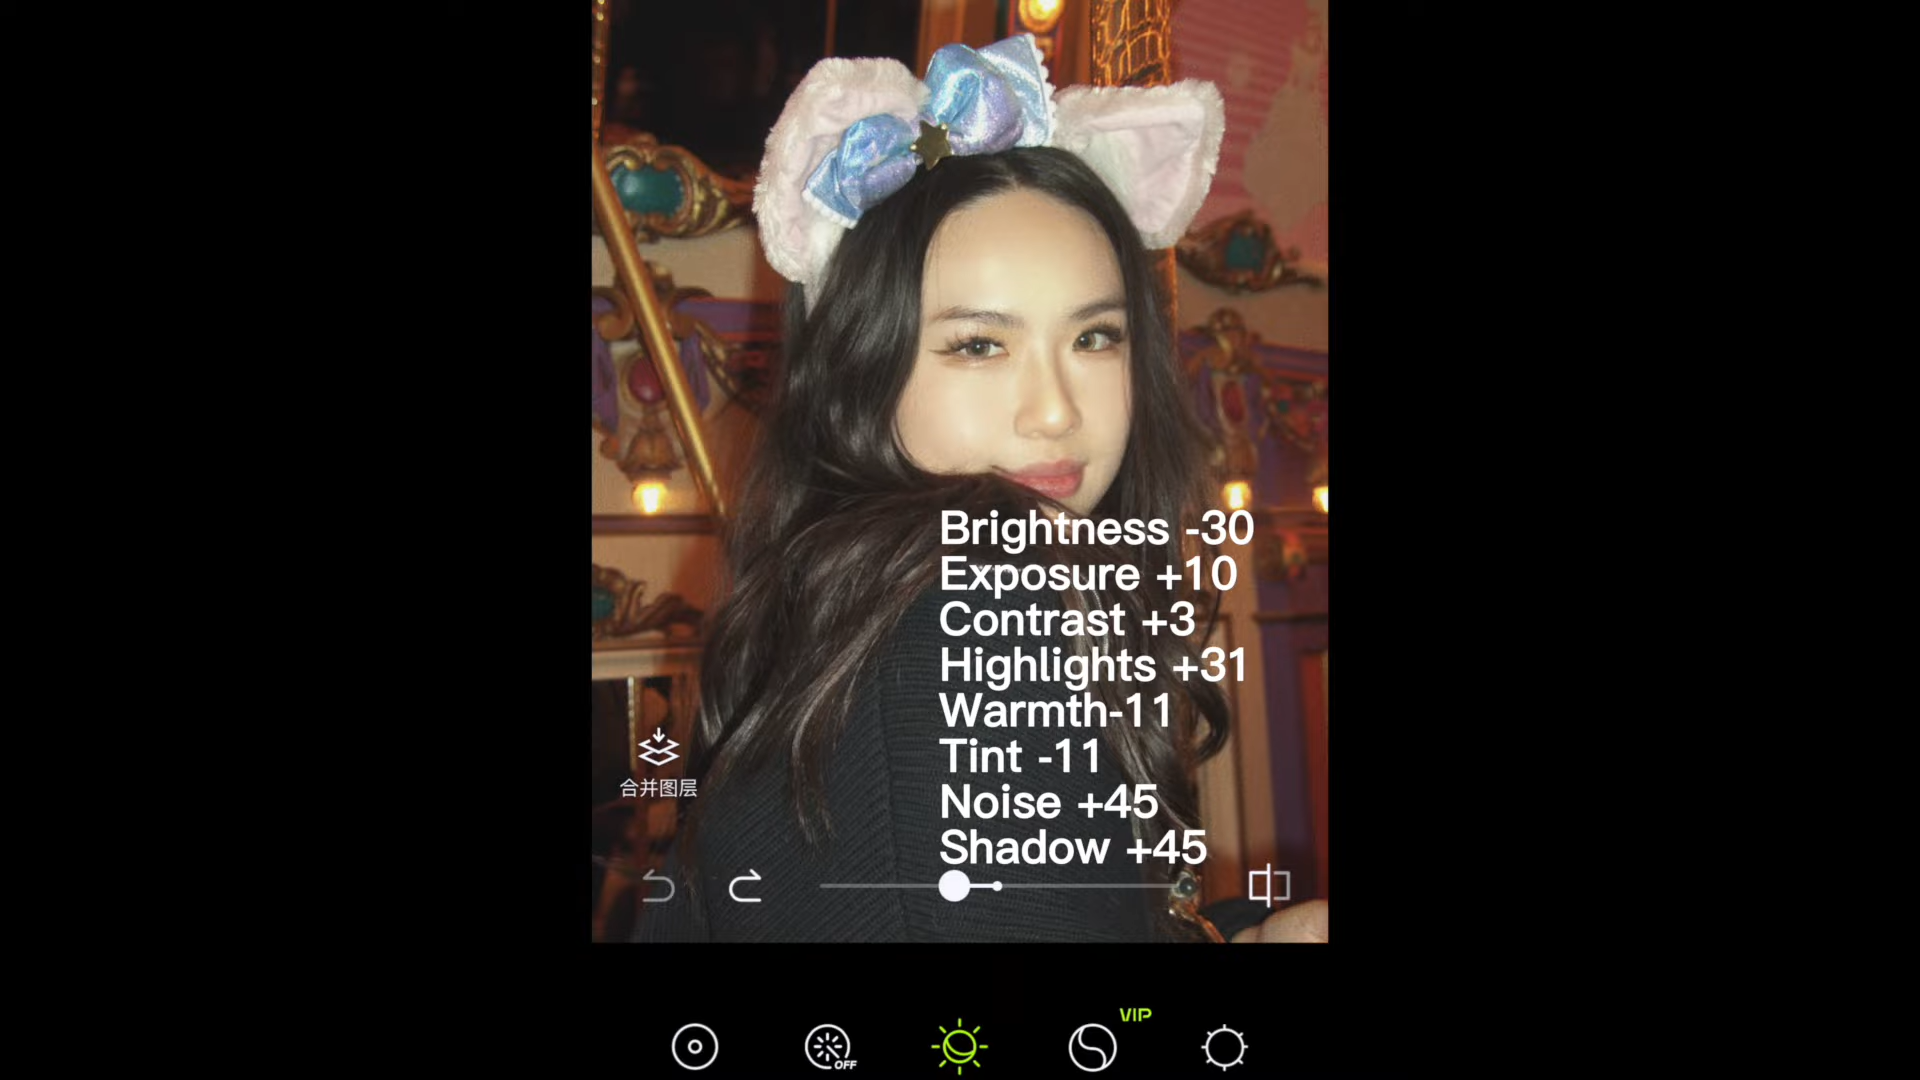 Brightness -30
Exposure +10
Contrast +3
Highlights +31
Warmth-11
Tint -11
Noise +45
Shadow +45
合并图层
VIP
OFF